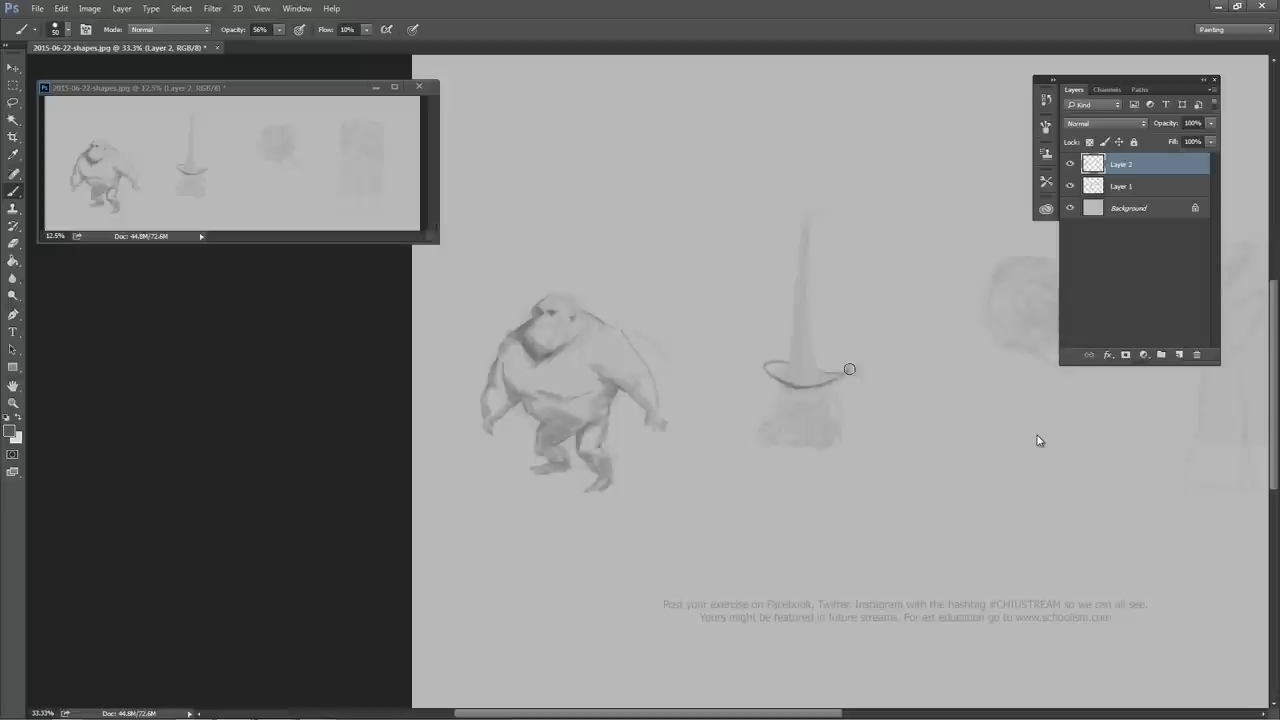 Ps File Edit Image Layer Type Select Filter 3D View Window Help
50 Mode: Normal Opacity: 56% Flow: 10% Painting
2015-06-22-shapes.jpg @ 33.3% (Layer 2, RGB/8) * ×
Ps 2015-06-22-shapes.jpg @ 12.5% (Layer 2, RGB/8) *
12.5% Doc: 44.8M/72.6M
Layers Channels Paths
Kind
Normal Opacity: 100%
Lock: Fill: 100%
Layer 2
Layer 1
Background
Post your exercise on Facebook, Twitter, Instagram with the hashtag #CHIUSTREAM so we can all see.
Yours might be featured in future streams. For art education go to www.schoolism.com
33.33% Doc: 44.8M/72.6M